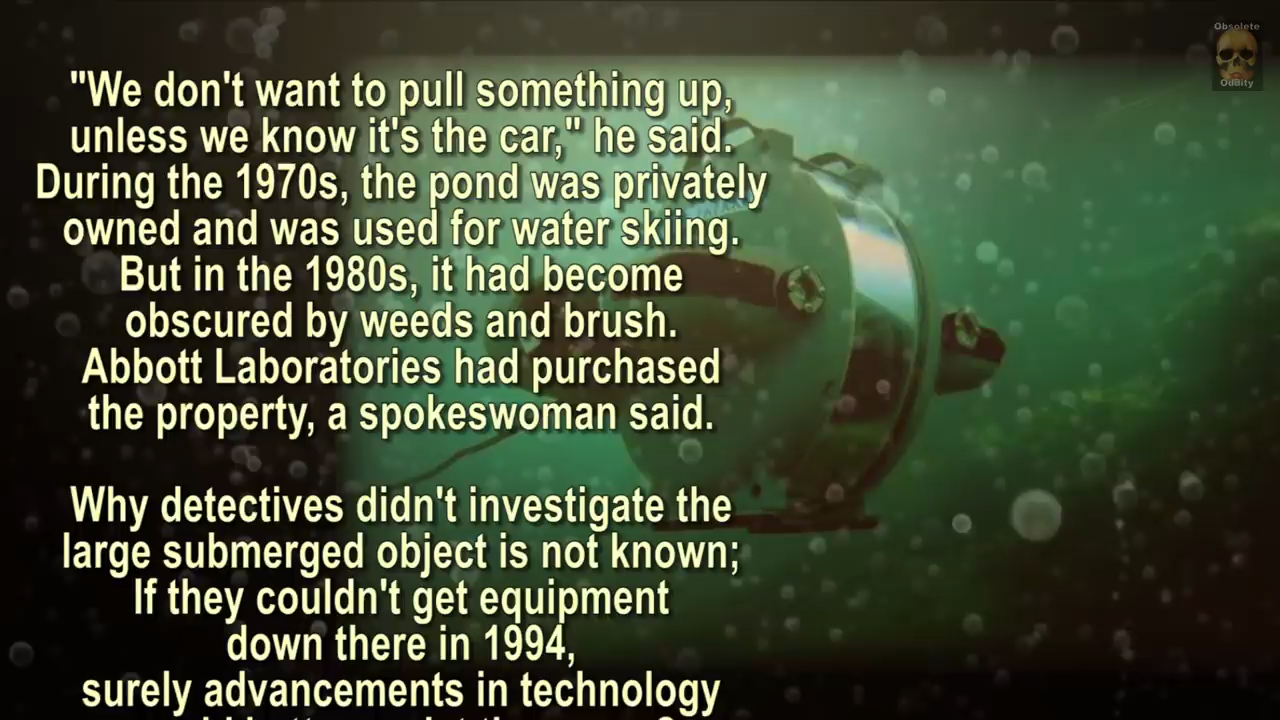 Obsolete
Oddity
"We don't want to pull something up,
unless we know it's the car," he said.
During the 1970s, the pond was privately
owned and was used for water skiing.
But in the 1980s, it had become
obscured by weeds and brush.
Abbott Laboratories had purchased
the property, a spokeswoman said.
Why detectives didn't investigate the
large submerged object is not known;
If they couldn't get equipment
down there in 1994,
surely advancements in technology